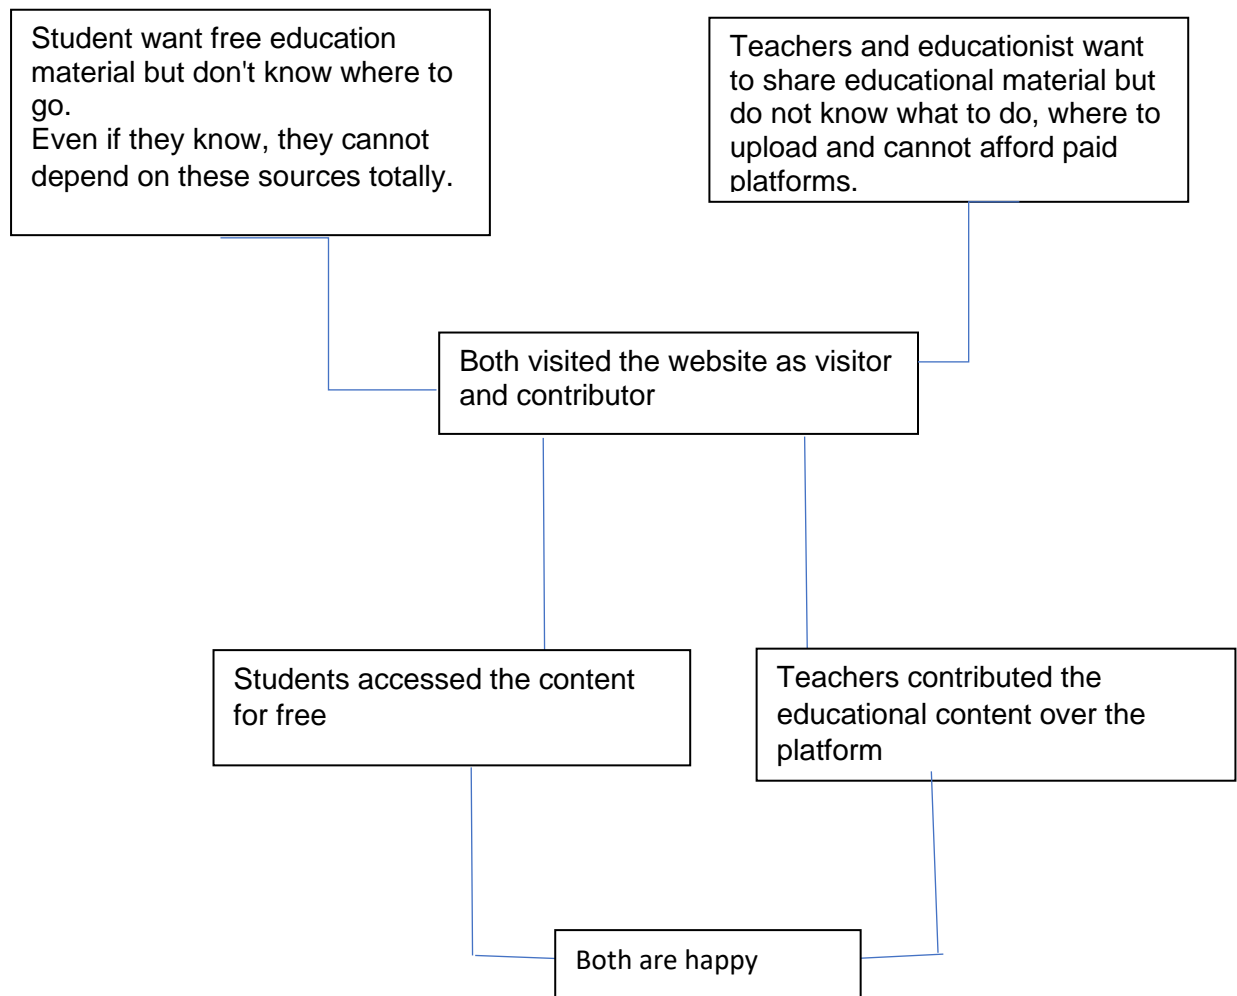 Student want free education
material but don't know where to
go.
Even if they know, they cannot
depend on these sources totally.
Teachers and educationist want
to share educational material but
do not know what to do, where to
upload and cannot afford paid
platforms.
Both visited the website as visitor
and contributor
Students accessed the content
for free
Teachers contributed the
educational content over the
platform
Both are happy